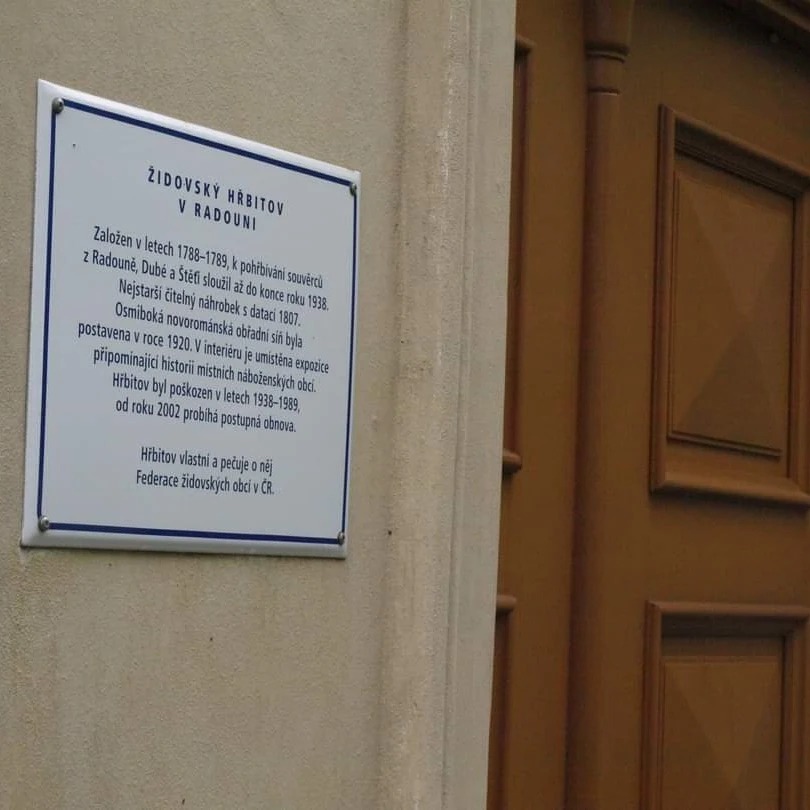 ŽIDOVSKÝ HŘBITOV
V RADOUNI
Založen v letech 1788–1789, k pohřbívání souvěrců
z Radouně, Dubé a Štětí sloužil až do konce roku 1938.
Nejstarší čitelný náhrobek s datací 1807.
Osmiboká novorománská obřadní síň byla
postavena v roce 1920. V interiéru je umístěna expozice
připomínající historii místních náboženských obcí.
Hřbitov byl poškozen v letech 1938–1989,
od roku 2002 probíhá postupná obnova.
Hřbitov vlastní a pečuje o něj
Federace židovských obcí v ČR.